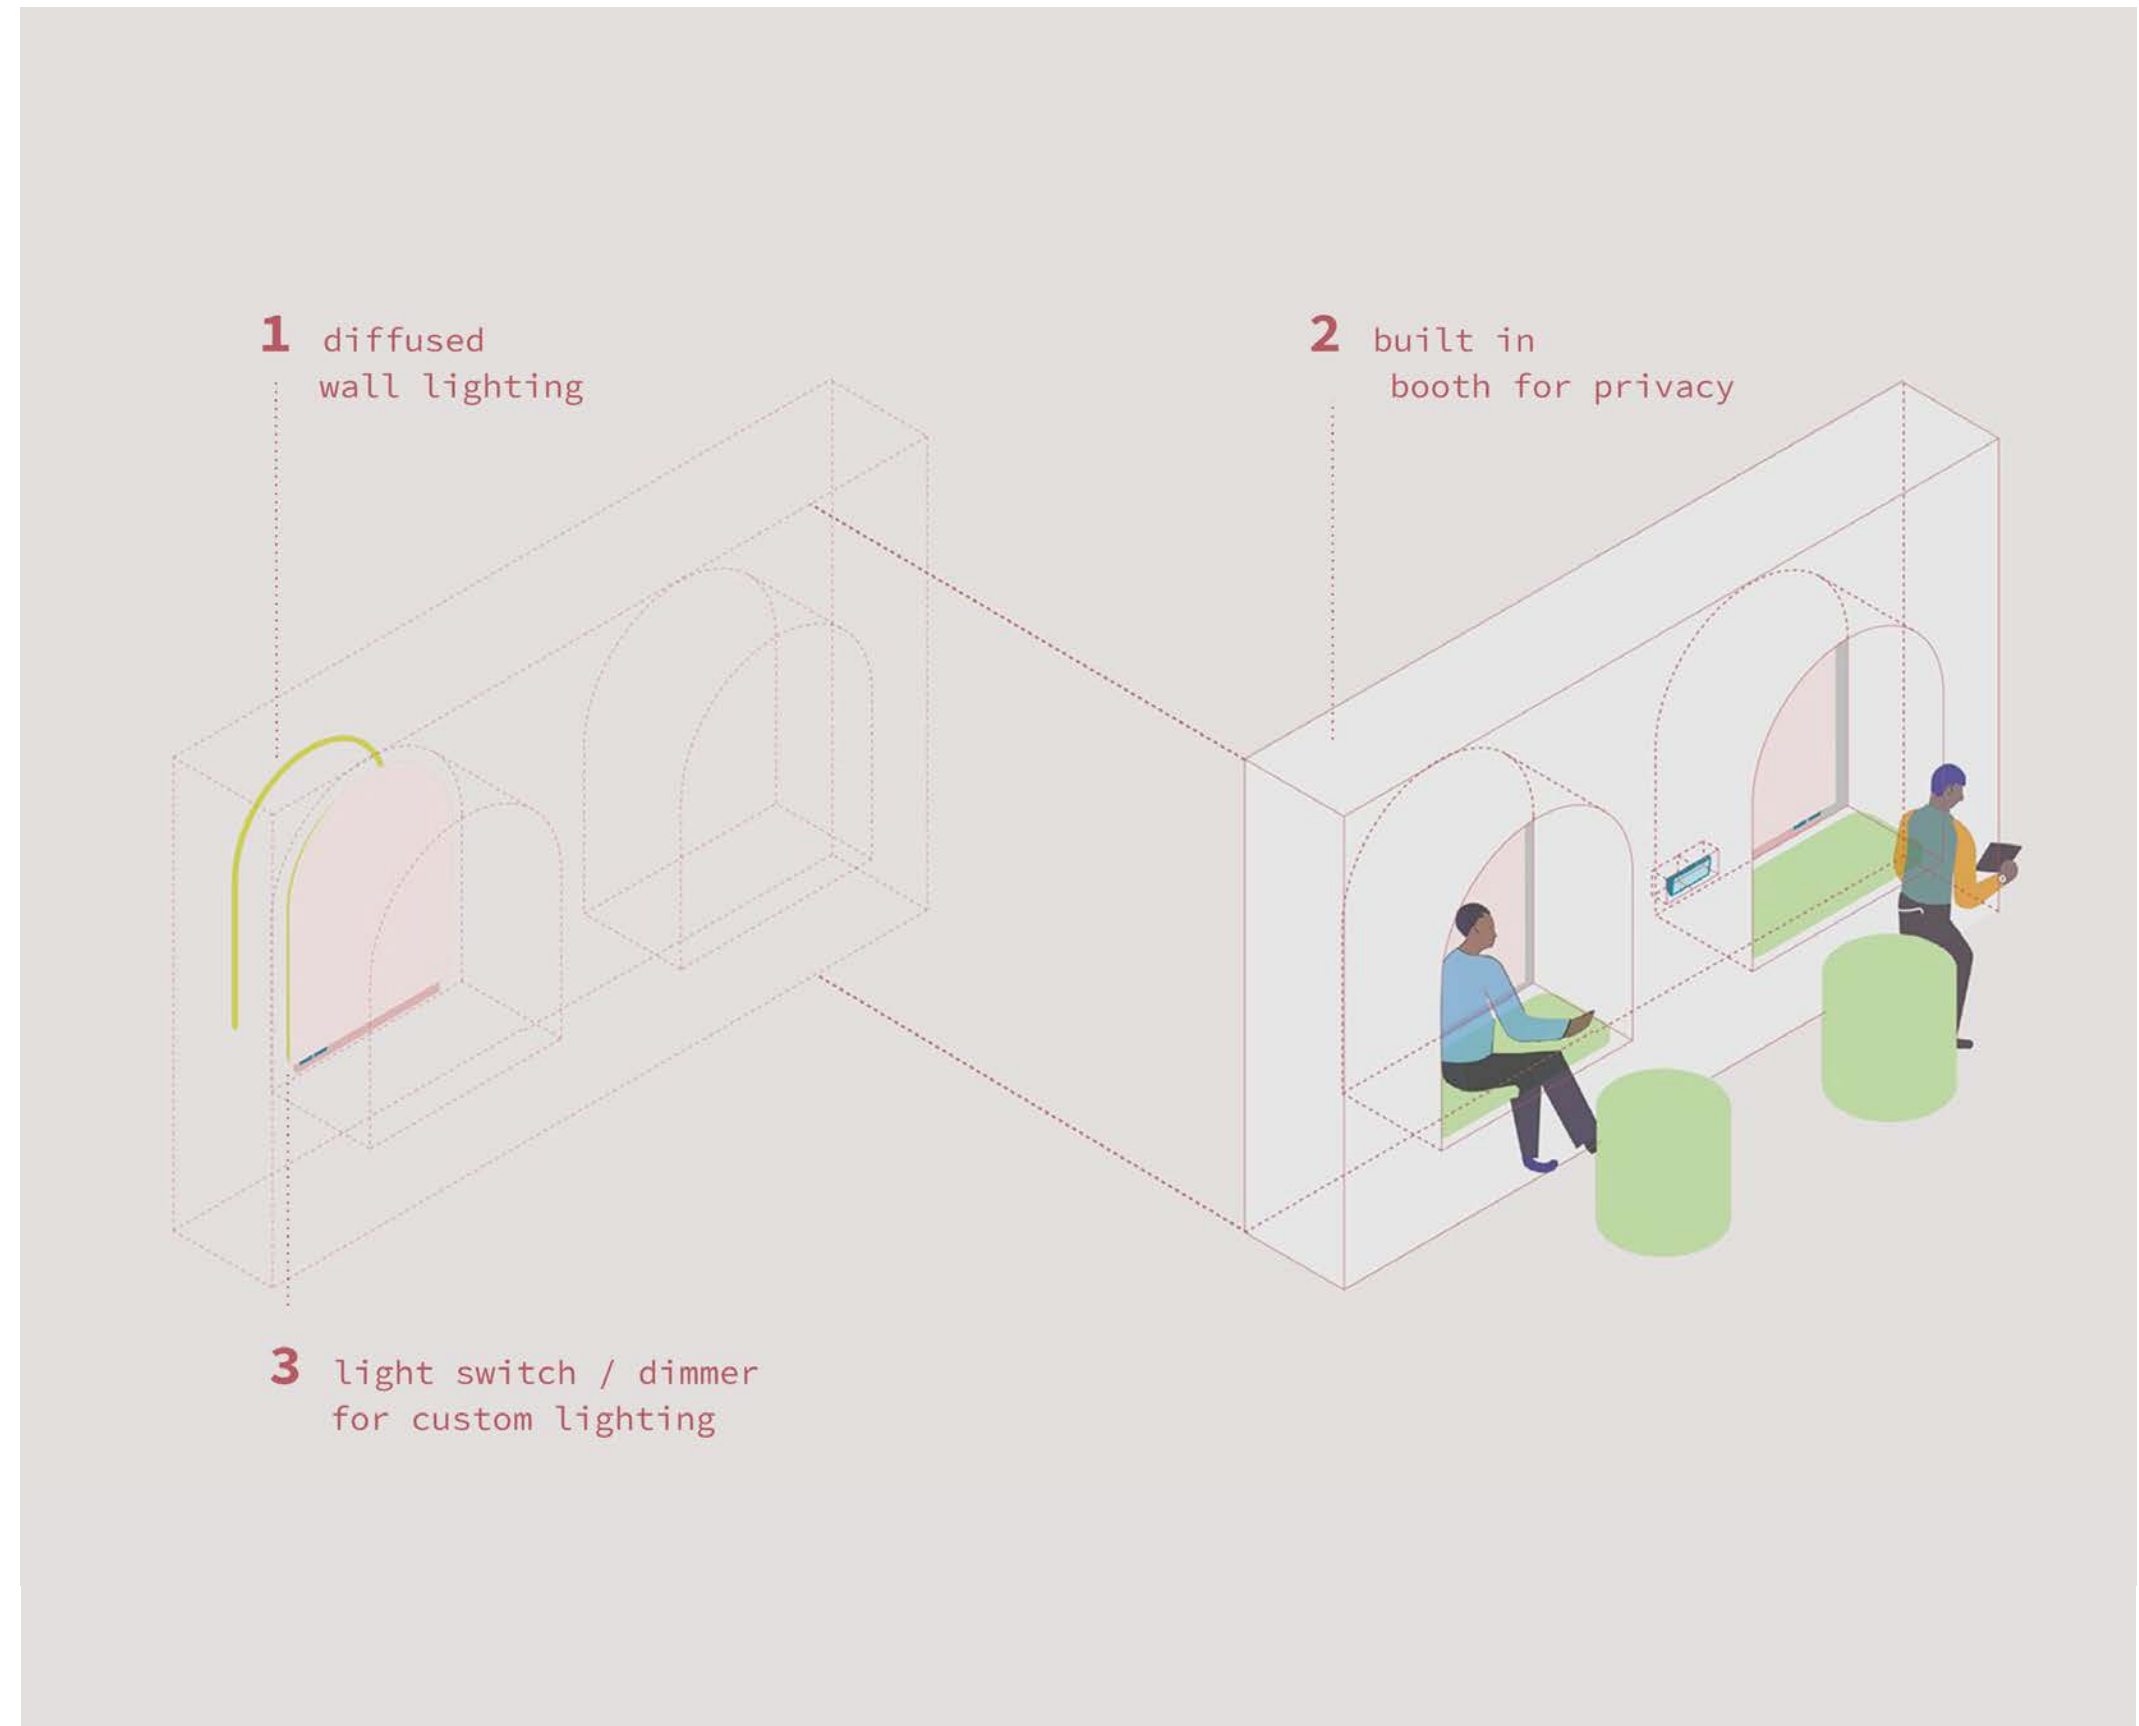 1 diffused
wall lighting
2 built in
booth for privacy
3 light switch / dimmer
for custom lighting